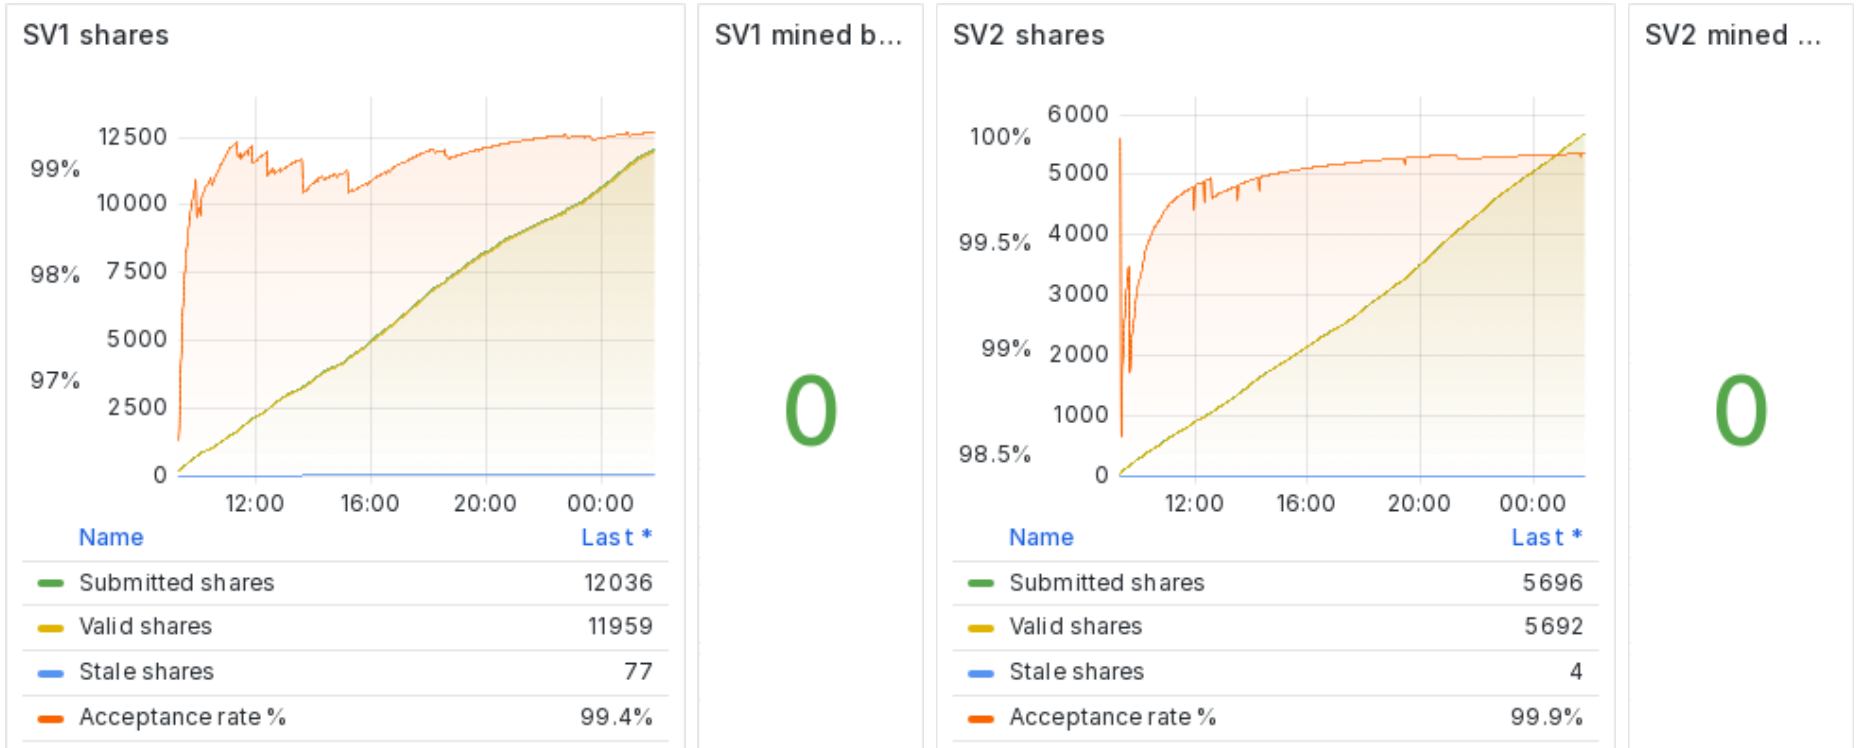 SV1 shares
12500
10000
7500
5000
2500
0
99%
98%
97%
12:00 16:00 20:00 00:00
Name Last *
Submitted shares 12036
Valid shares 11959
Stale shares 77
Acceptance rate % 99.4%
SV1 mined b...
0
SV2 shares
100%
99.5%
99%
98.5%
6000
5000
4000
3000
2000
1000
0
12:00 16:00 20:00 00:00
Name Last *
Submitted shares 5696
Valid shares 5692
Stale shares 4
Acceptance rate % 99.9%
SV2 mined ...
0